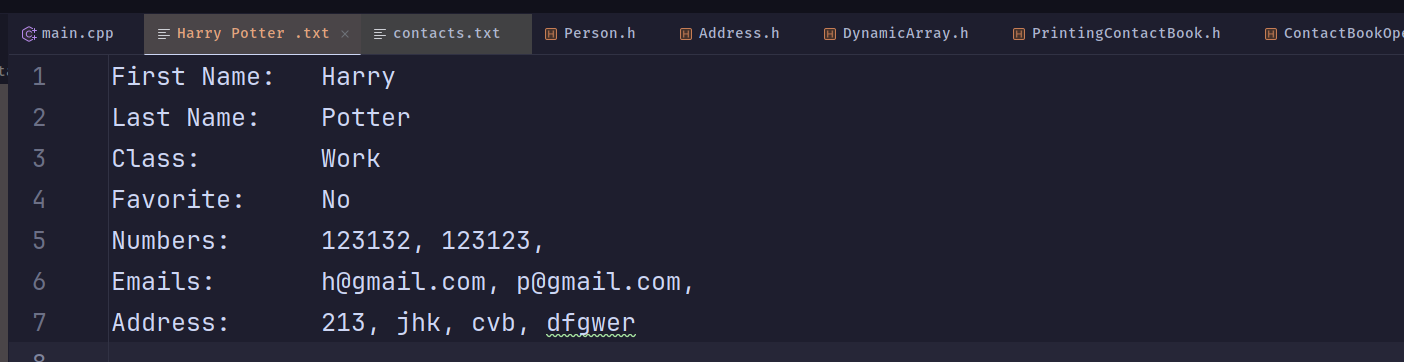 main.cpp Harry Potter .txt × contacts.txt Person.h Address.h DynamicArray.h PrintingContactBook.h ContactBookOpe
1 First Name: Harry
2 Last Name: Potter
3 Class: Work
4 Favorite: No
5 Numbers: 123132, 123123,
6 Emails: h@gmail.com, p@gmail.com,
7 Address: 213, jhk, cvb, dfgwer
8